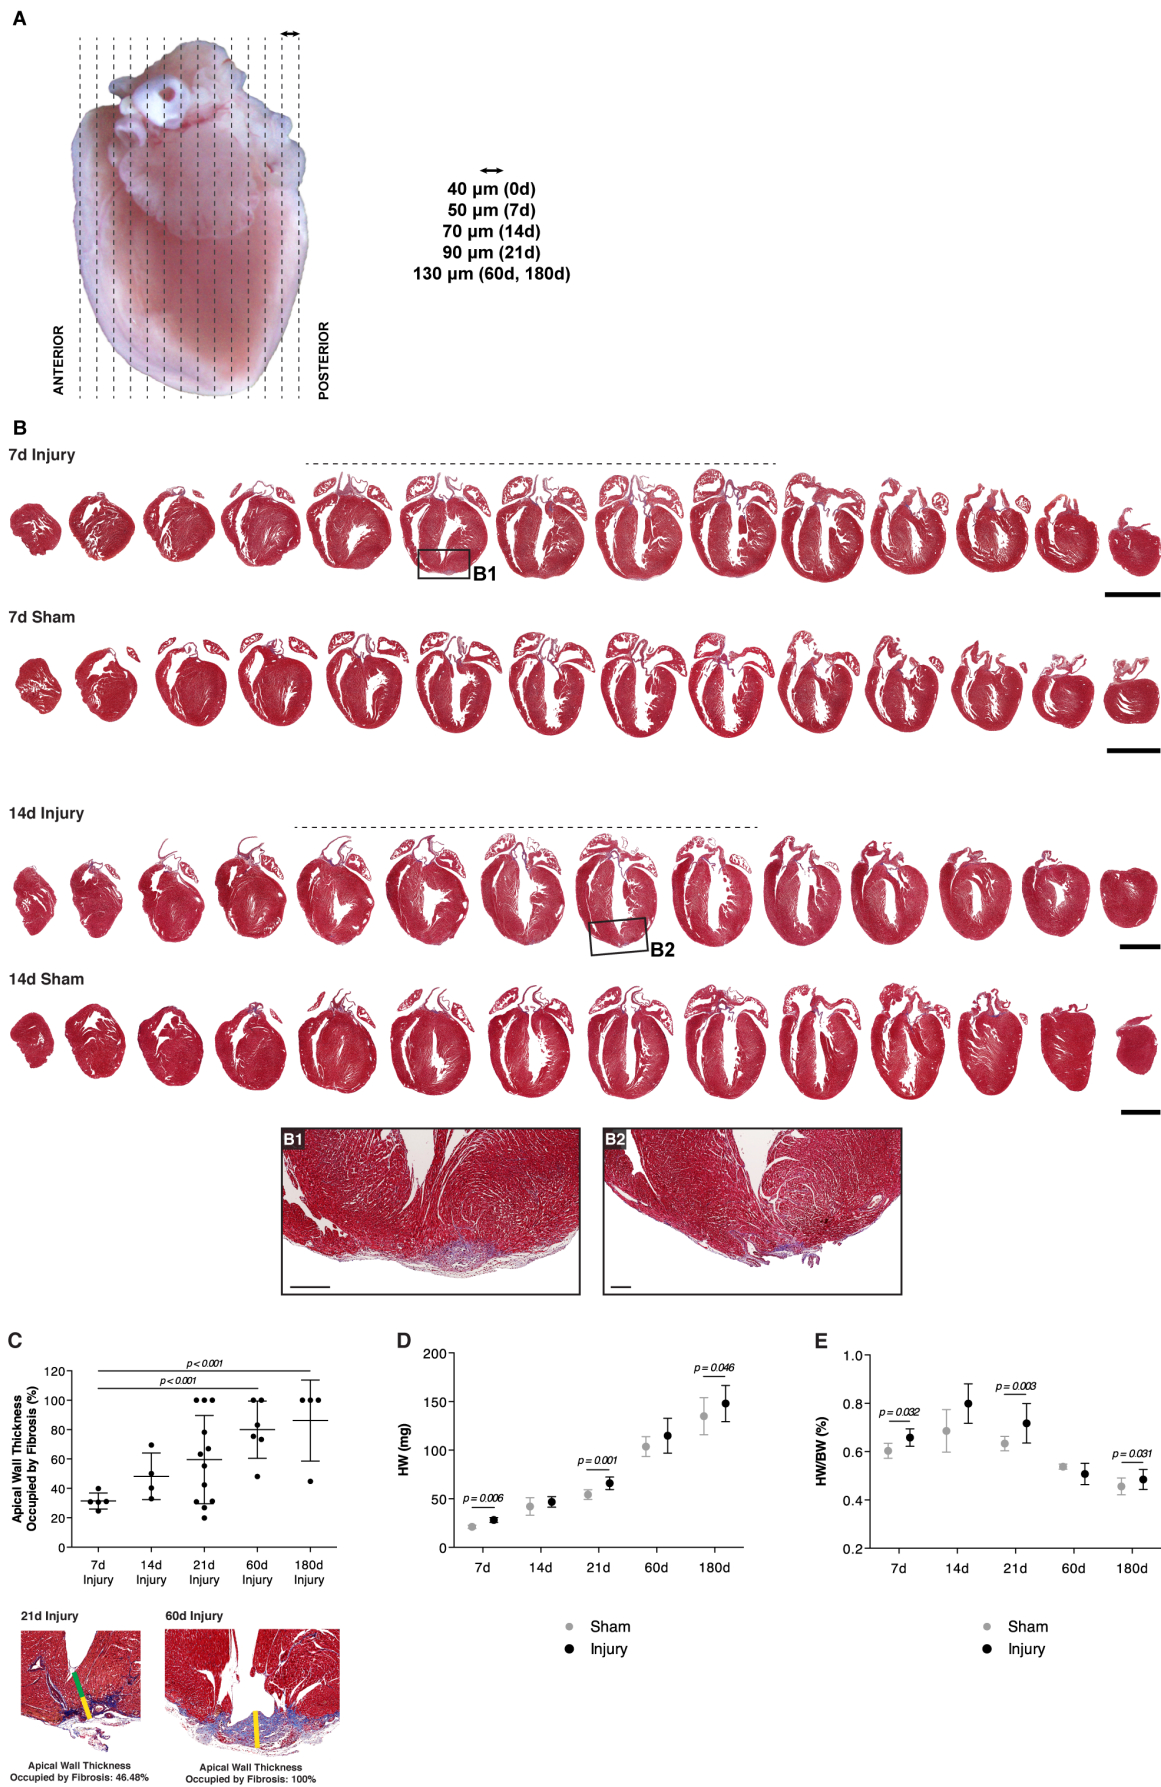 A
40 µm (0d)
50 µm (7d)
70 µm (14d)
90 µm (21d)
130 µm (60d, 180d)
ANTERIOR
POSTERIOR
B
7d Injury
B1
7d Sham
14d Injury
B2
14d Sham
B1
B2
C
Apical Wall Thickness
Occupied by Fibrosis (%)
120
100
80
60
40
20
0
p < 0.001
p < 0.001
7d
Injury
14d
Injury
21d
Injury
60d
Injury
180d
Injury
21d Injury
60d Injury
Apical Wall Thickness
Occupied by Fibrosis: 46.48%
Apical Wall Thickness
Occupied by Fibrosis: 100%
D
HW (mg)
200
150
100
50
0
p = 0.006
p = 0.001
p = 0.046
7d
14d
21d
60d
180d
Sham
Injury
E
HW/BW (%)
1.0
0.8
0.6
0.4
0.2
p = 0.032
p = 0.003
p = 0.031
7d
14d
21d
60d
180d
Sham
Injury